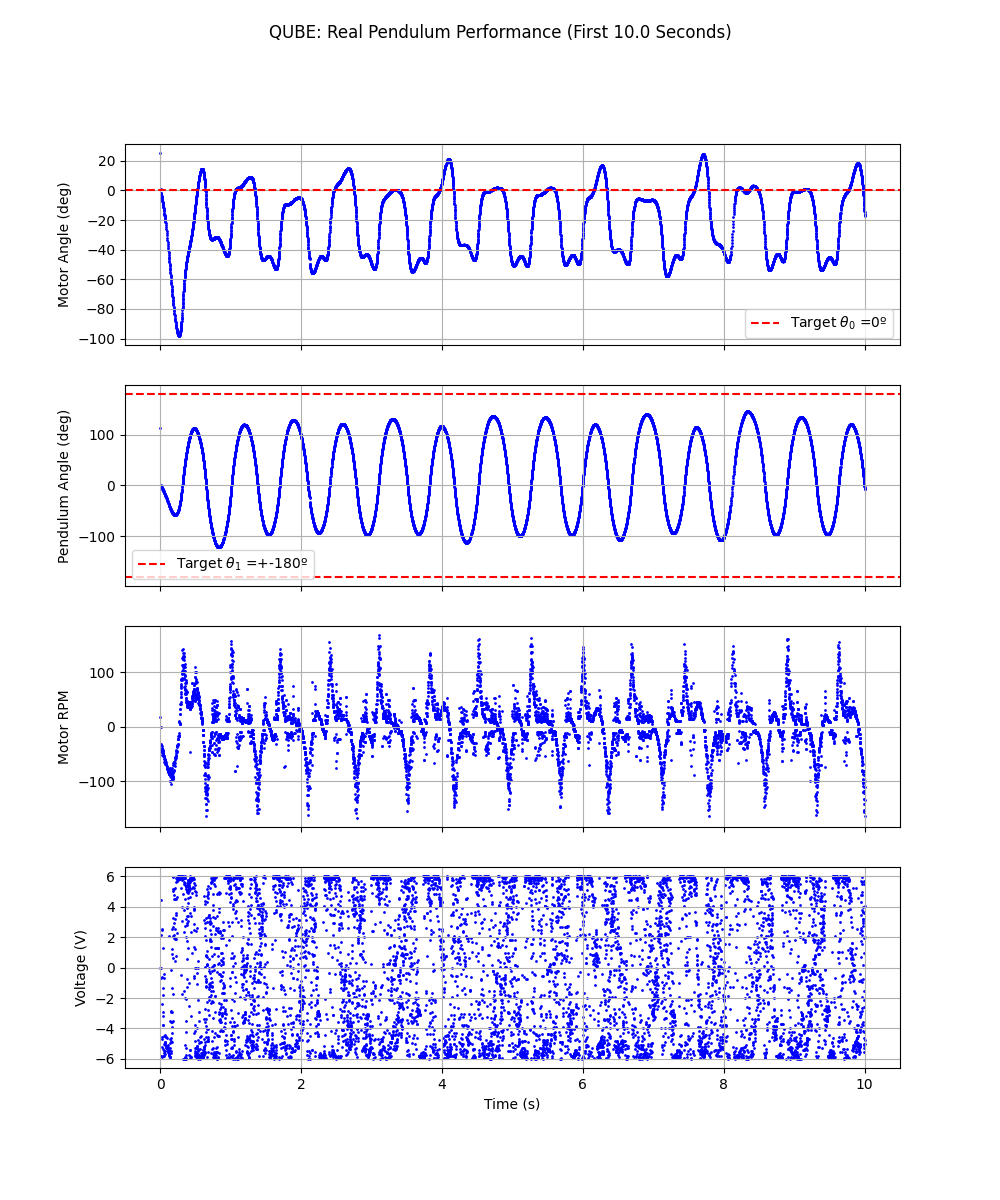 QUBE: Real Pendulum Performance (First 10.0 Seconds)
Motor Angle (deg)
20
0
−20
−40
−60
−80
−100
Target θ0 =0º
Pendulum Angle (deg)
100
0
−100
Target θ1 =+-180º
Motor RPM
100
0
−100
Voltage (V)
6
4
2
0
−2
−4
−6
0 2 4 6 8 10
Time (s)